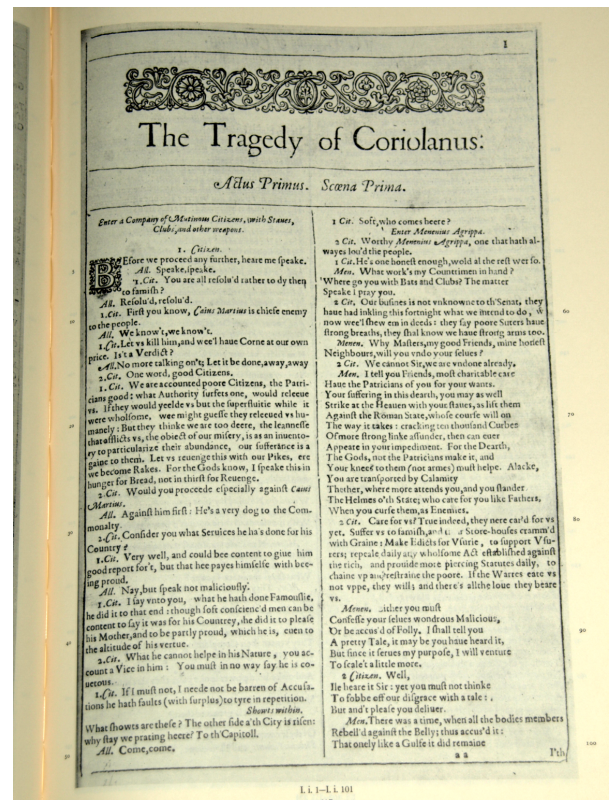 1
The Tragedy of Coriolanus:
Actus Primus. Scœna Prima.
Enter a Company of Mutinous Citizens, with Staues,
Clubs, and other weapons.
1. Citizen.
BEfore we proceed any further, heare me speake.
All. Speake, speake.
1. Cit. You are all resolu'd rather to dy then
to famish?
All. Resolu'd, resolu'd.
1. Cit. First you know, Caius Martius is chiefe enemy
to the people.
All. We know't, we know't.
1. Cit. Let vs kill him, and wee'l haue Corne at our own
price. Is't a Verdict?
All. No more talking on't; Let it be done, away, away
2. Cit. One word, good Citizens.
1. Cit. We are accounted poore Citizens, the Patri-
cians good: what Authority surfets one, would releeue
vs. If they would yeelde vs but the superfluitie while it
were wholsome, wee might guesse they releeued vs hu-
manely: But they thinke we are too deere, the leannesse
that afflicts vs, the obiect of our misery, is as an inuento-
ry to particularize their abundance, our sufferance is a
gaine to them. Let vs reuenge this with our Pikes, ere
we become Rakes. For the Gods know, I speake this in
hunger for Bread, not in thirst for Reuenge.
2. Cit. Would you proceede especially against Caius
Martius.
All. Against him first: He's a very dog to the Com-
monalty.
2. Cit. Consider you what Seruices he ha's done for his
Country?
1. Cit. Very well, and could bee content to giue him
good report for't, but that hee payes himselfe with bee-
ing proud.
All. Nay, but speak not maliciously.
1. Cit. I say vnto you, what he hath done Famouslie,
he did it to that end: though soft conscienc'd men can be
content to say it was for his Countrey, he did it to please
his Mother, and to be partly proud, which he is, euen to
the altitude of his vertue.
2. Cit. What he cannot helpe in his Nature, you ac-
count a Vice in him: You must in no way say he is co-
uetous.
1. Cit. If I must not, I neede not be barren of Accusa-
tions he hath faults (with surplus) to tyre in repetition.
Showts within.
What showts are these? The other side a'th City is risen:
why stay we prating heere? To th'Capitoll.
All. Come, come.
1 Cit. Soft, who comes heere?
Enter Menenius Agrippa.
2 Cit. Worthy Menenius Agrippa, one that hath al-
wayes lou'd the people.
1 Cit. He's one honest enough, wold al the rest wer so.
Men. What work's my Countrimen in hand?
Where go you with Bats and Clubs? The matter
Speake I pray you.
2 Cit. Our busines is not vnknowne to th'Senat, they
haue had inkling this fortnight what we intend to do, w
now wee'l shew em in deeds: they say poore Suters haue
strong breaths, they shal know we haue strong arms too.
Menen. Why Masters, my good Friends, mine honest
Neighbours, will you vndo your selues?
2 Cit. We cannot Sir, we are vndone already.
Men. I tell you Friends, most charitable care
Haue the Patricians of you for your wants.
Your suffering in this dearth, you may as well
Strike at the Heauen with your staues, as lift them
Against the Roman State, whose course will on
The way it takes: cracking ten thousand Curbes
Of more strong linke assunder, then can euer
Appeare in your impediment. For the Dearth,
The Gods, not the Patricians make it, and
Your knees to them (not armes) must helpe. Alacke,
You are transported by Calamity
Thether, where more attends you, and you slander
The Helmes o'th State; who care for you like Fathers,
When you curse them, as Enemies.
2 Cit. Care for vs? True indeed, they nere car'd for vs
yet. Suffer vs to famish, and Store-houses cramm'd
with Graine: Make Edicts for Vsurie, to support Vsu-
rers; repeale daily any wholsome Act established against
the rich, and prouide more piercing Statutes daily, to
chaine vp and restraine the poore. If the Warres eate vs
not vppe, they will; and there's all the loue they beare
vs.
Menen. Either you must
Confesse your selues wondrous Malicious,
Or be accus'd of Folly. I shall tell you
A pretty Tale, it may be you haue heard it,
But since it serues my purpose, I will venture
To scale't a little more.
2 Citizen. Well,
Ile heare it Sir: yet you must not thinke
To fobbe off our disgrace with a tale:
But and't please you deliuer.
Men. There was a time, when all the bodies members
Rebell'd against the Belly; thus accus'd it:
That onely like a Gulfe it did remaine
aa I'th
I. i. 1–I. i. 101